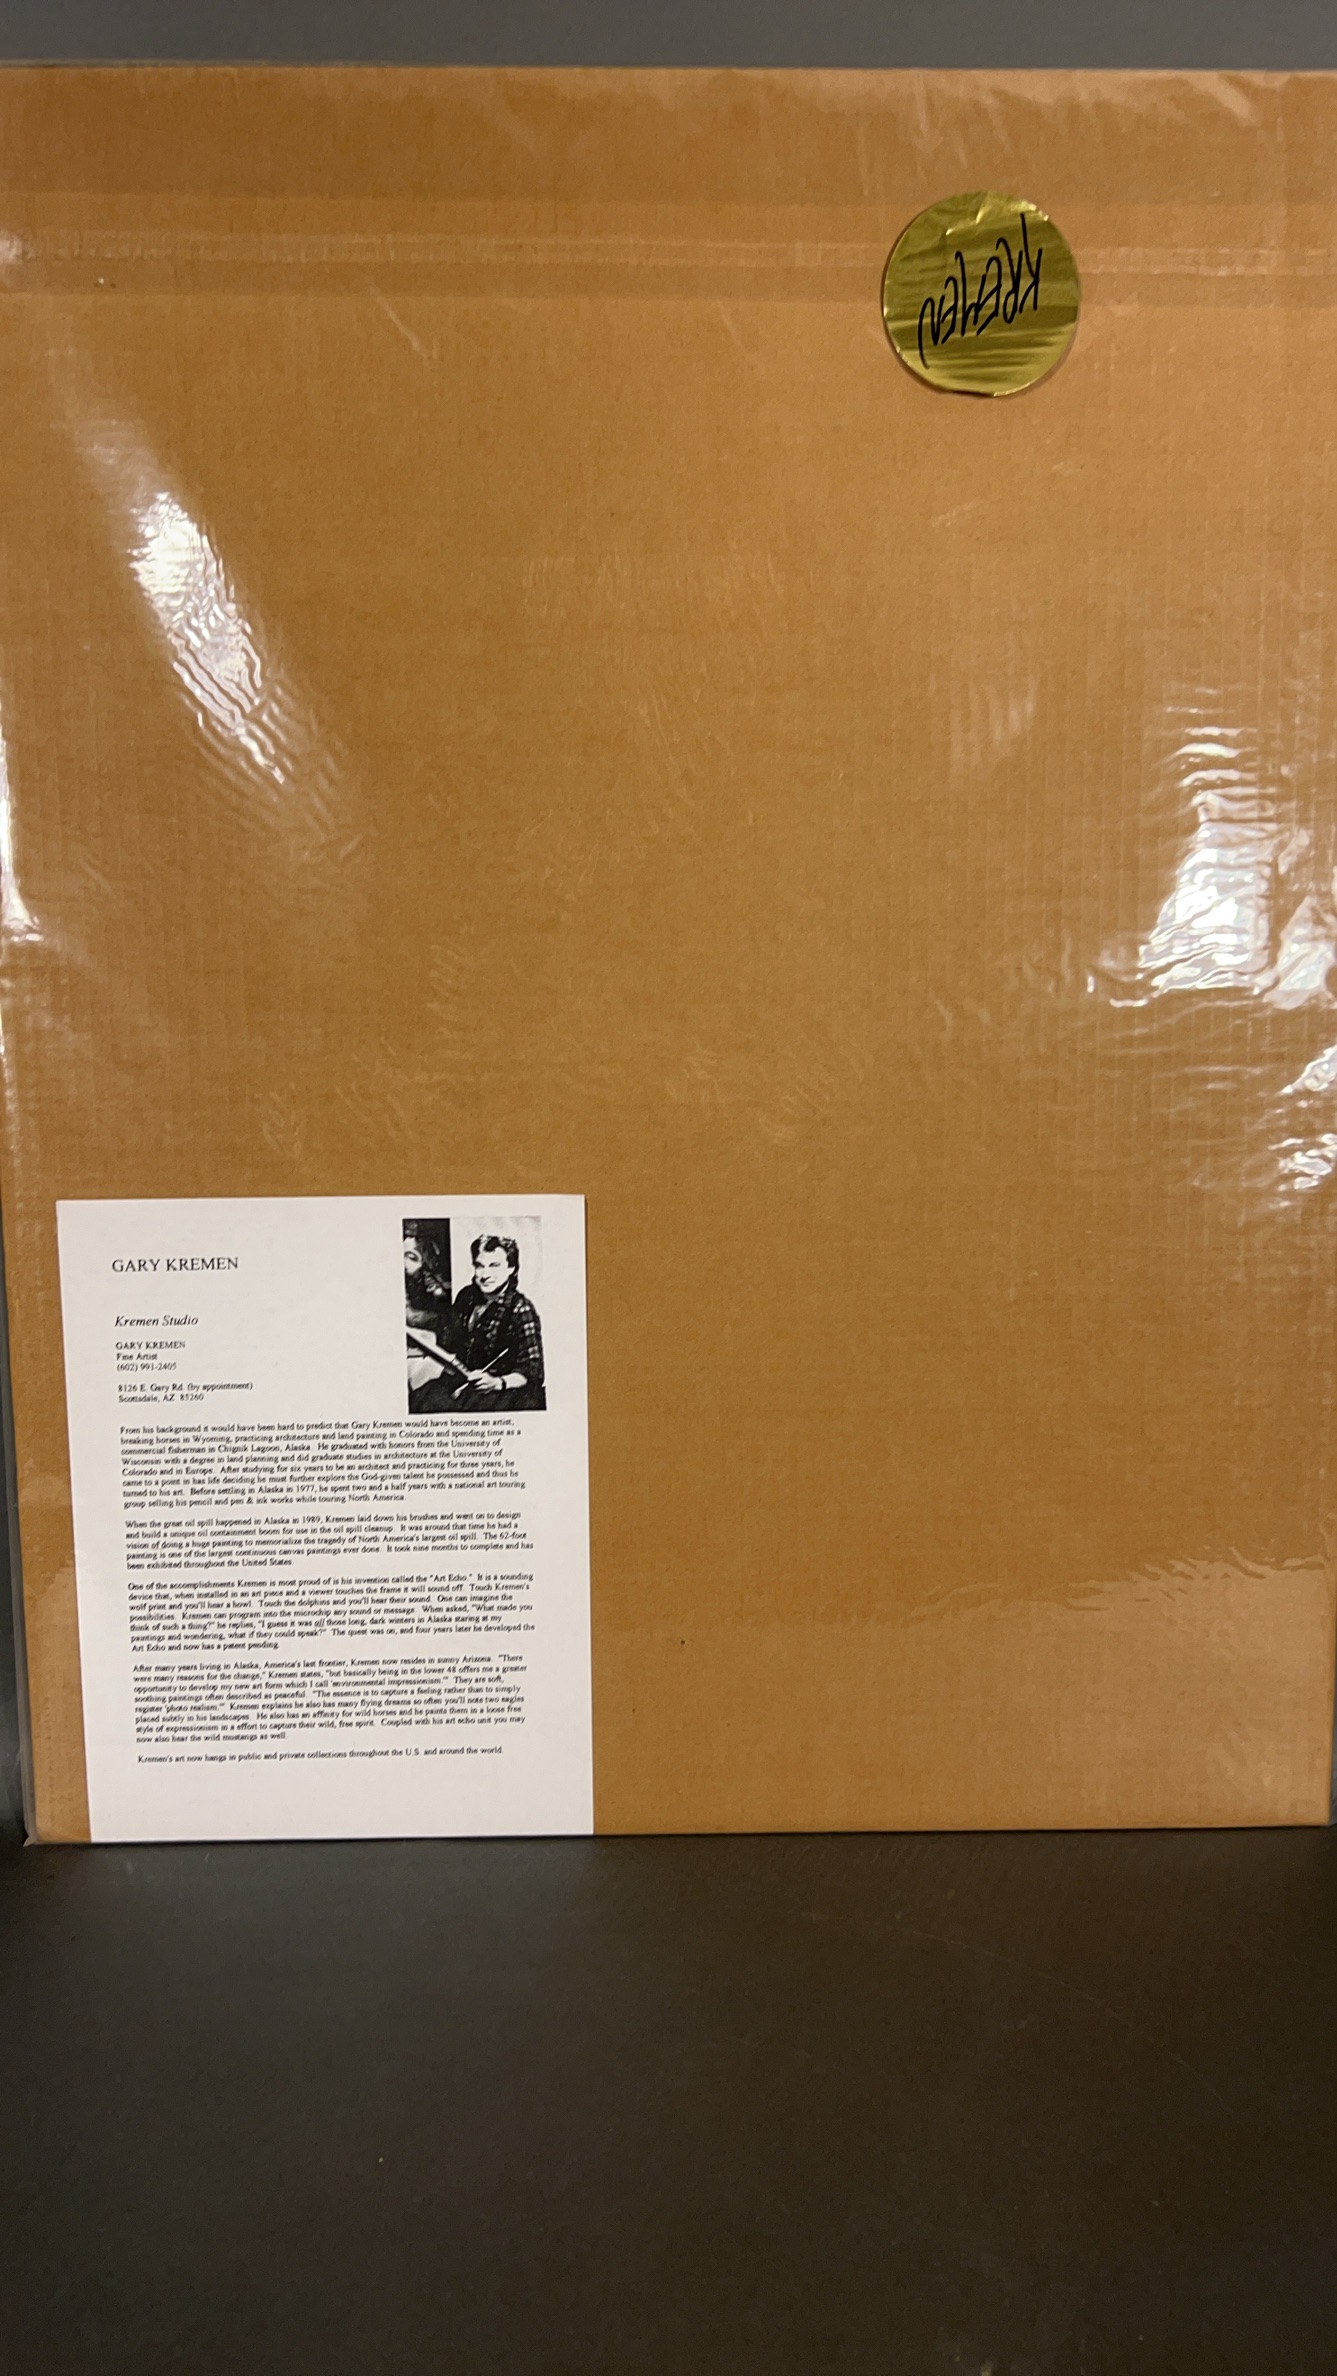 KREMEN
GARY KREMEN
Kremen Studio
GARY KREMEN
Fine Artist
(602) 991-2405
8126 E. Gary Rd. (by appointment)
Scottsdale, AZ 85260
From his background it would have been hard to predict that Gary Kremen would have become an artist;
breaking horses in Wyoming, practicing architecture and land painting in Colorado and spending time as a
commercial fisherman in Chignik Lagoon, Alaska. He graduated with honors from the University of
Wisconsin with a degree in land planning and did graduate studies in architecture at the University of
Colorado and in Europe. After studying for six years to be an architect and practicing for three years, he
came to a point in has life deciding he must further explore the God-given talent he possessed and thus he
turned to his art. Before settling in Alaska in 1977, he spent two and a half years with a national art touring
group selling his pencil and pen & ink works while touring North America.
When the great oil spill happened in Alaska in 1989, Kremen laid down his brushes and went on to design
and build a unique oil containment boom for use in the oil spill cleanup. It was around that time he had a
vision of doing a huge painting to memorialize the tragedy of North America's largest oil spill. The 62-foot
painting is one of the largest continuous canvas paintings ever done. It took nine months to complete and has
been exhibited throughout the United States.
One of the accomplishments Kremen is most proud of is his invention called the "Art Echo." It is a sounding
device that, when installed in an art piece and a viewer touches the frame it will sound off. Touch Kremen's
wolf print and you'll hear a howl. Touch the dolphins and you'll hear their sound. One can imagine the
possibilities. Kremen can program into the microchip any sound or message. When asked, "What made you
think of such a thing?" he replies, "I guess it was all those long, dark winters in Alaska staring at my
paintings and wondering, what if they could speak?" The quest was on, and four years later he developed the
Art Echo and now has a patent pending.
After many years living in Alaska, America's last frontier, Kremen now resides in sunny Arizona. "There
were many reasons for the change," Kremen states, "but basically being in the lower 48 offers me a greater
opportunity to develop my new art form which I call 'environmental impressionism.'" They are soft,
soothing paintings often described as peaceful. "The essence is to capture a feeling rather than to simply
register 'photo realism.'" Kremen explains he also has many flying dreams so often you'll note two eagles
placed subtly in his landscapes. He also has an affinity for wild horses and he paints them in a loose free
style of expressionism in a effort to capture their wild, free spirit. Coupled with his art echo unit you may
now also hear the wild mustangs as well.
Kremen's art now hangs in public and private collections throughout the U.S. and around the world.